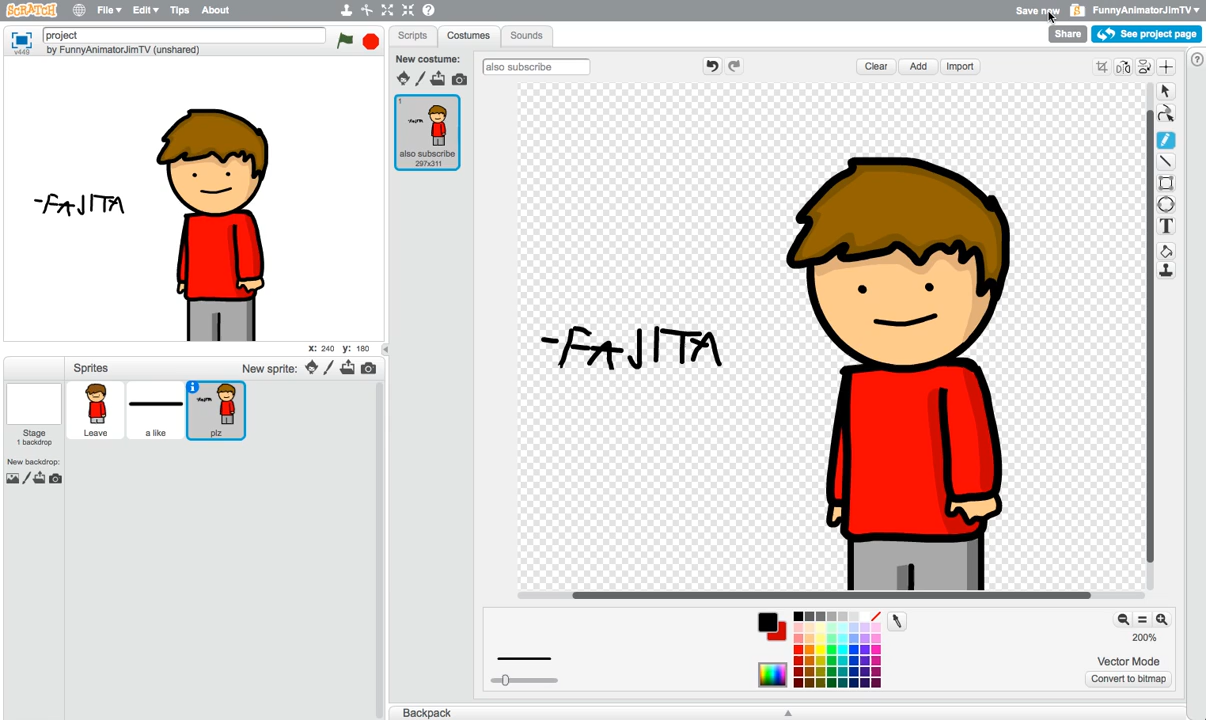 SCRATCH File▾ Edit▾ Tips About Save now FunnyAnimatorJimTV▾
project
by FunnyAnimatorJimTV (unshared)
v449
Scripts Costumes Sounds
Share See project page
New costume:
also subscribe
Clear Add Import
1
also subscribe
297x311
-FAJITA
-FAJITA
x: 240 y: 180
Sprites New sprite:
Stage
1 backdrop
New backdrop:
Leave
a like
plz
200%
Vector Mode
Convert to bitmap
Backpack